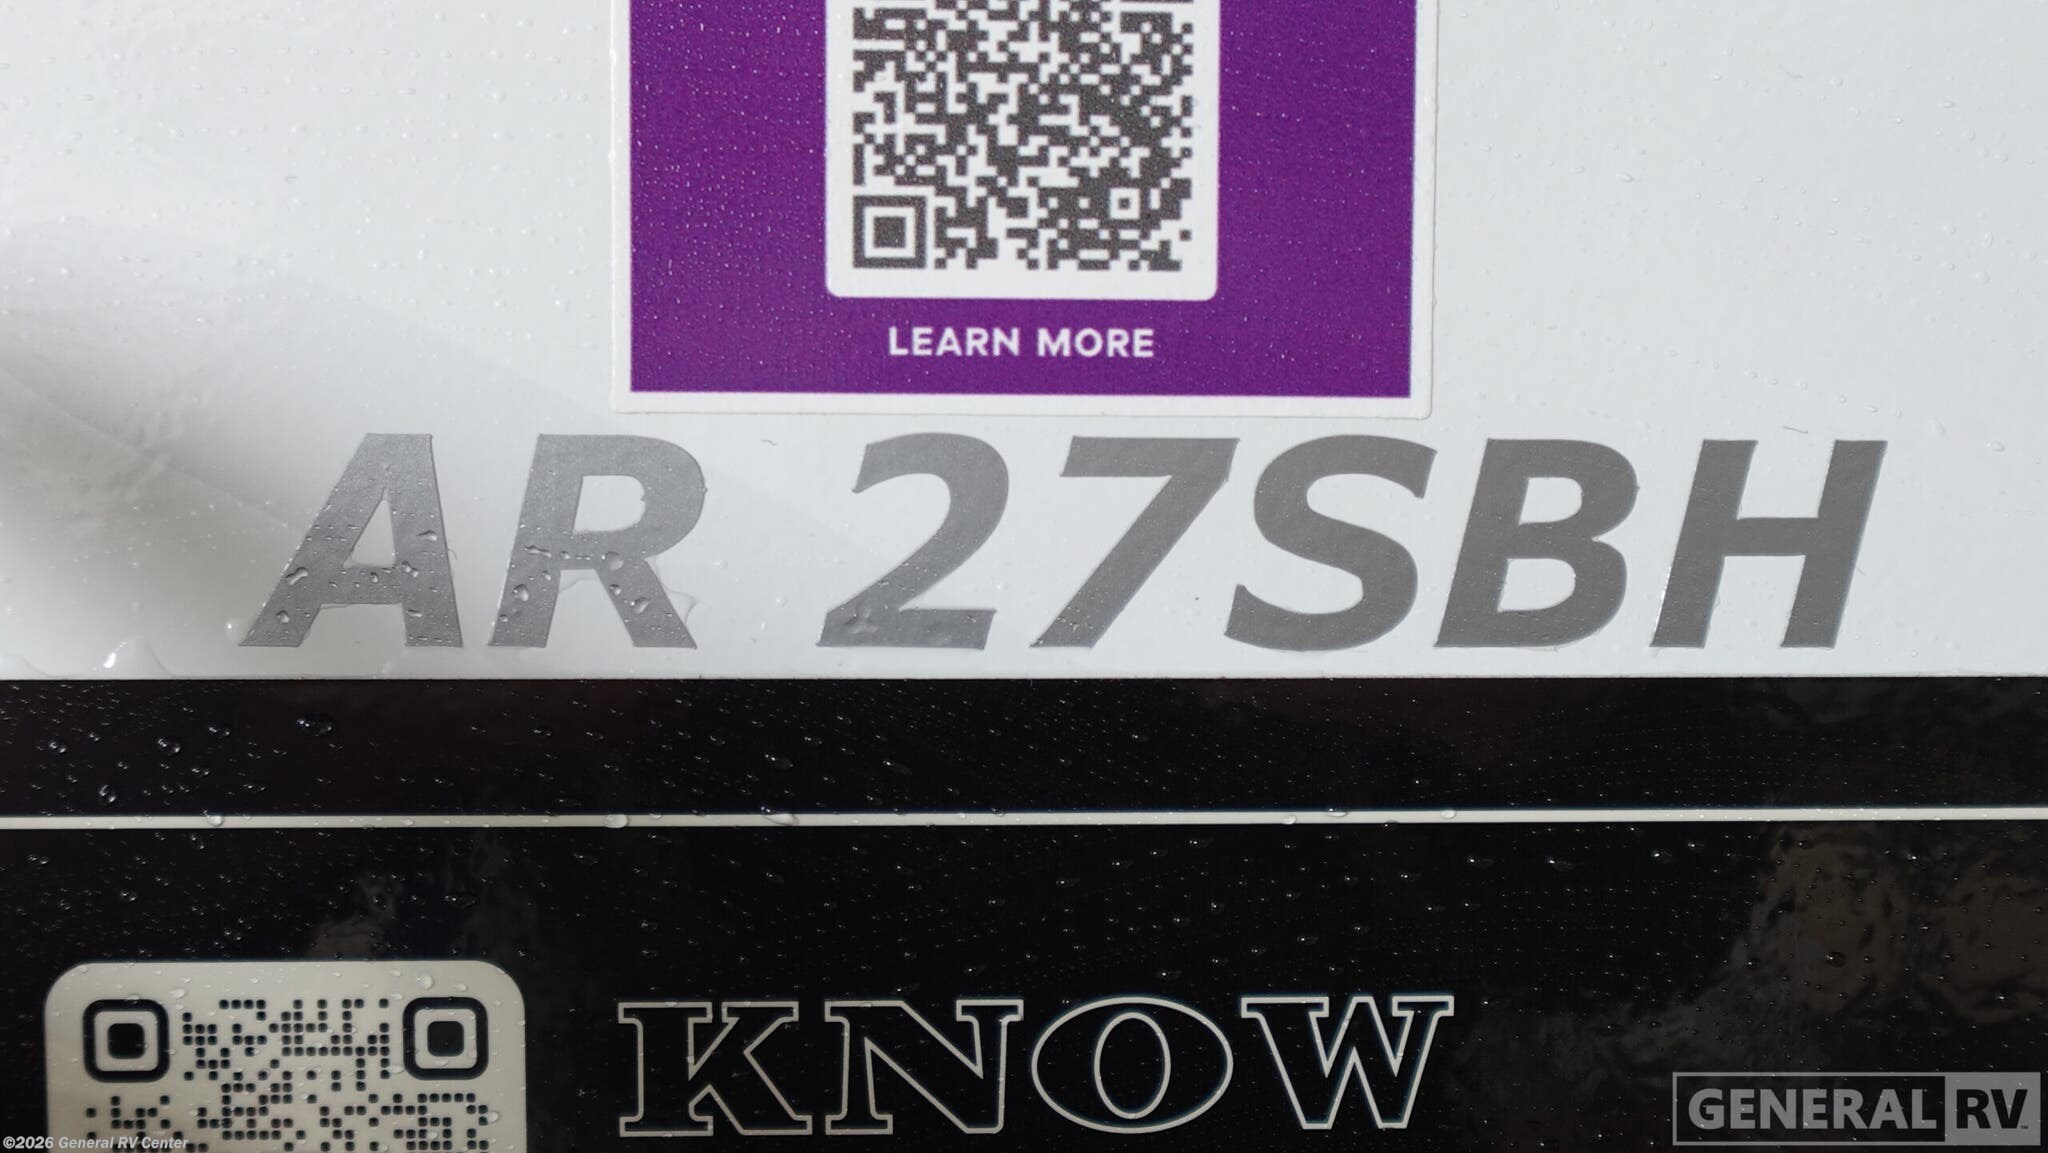 LEARN MORE
AR 27SBH
KNOW
GENERAL RV
©2026 General RV Center